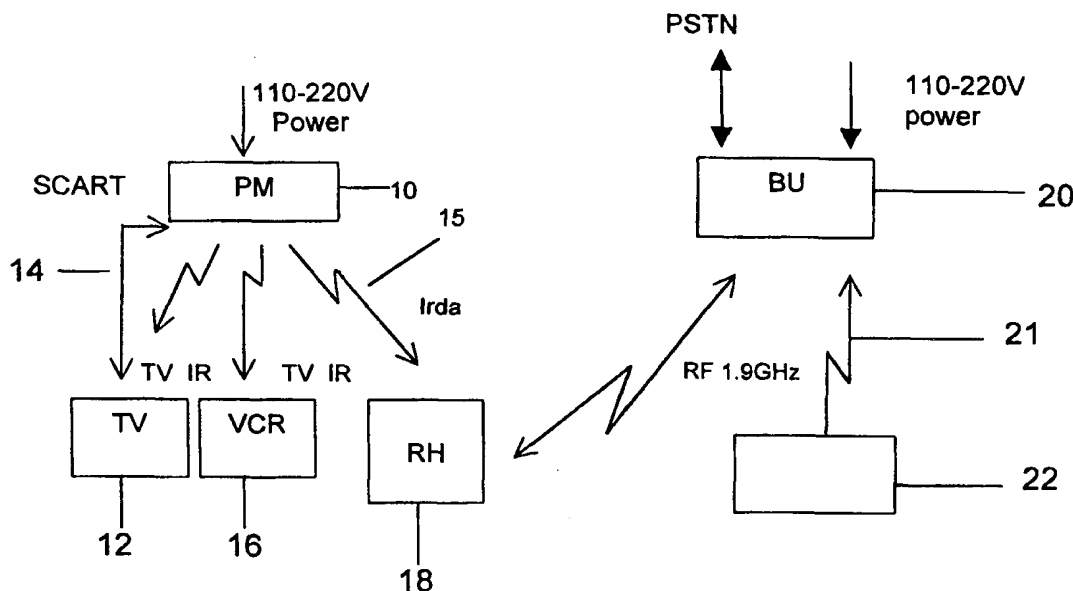 PSTN
110-220V
Power
110-220V
power
SCART
PM
10
BU
20
15
14
Irda
21
TV IR
TV IR
RF 1.9GHz
TV
VCR
RH
22
12
16
18